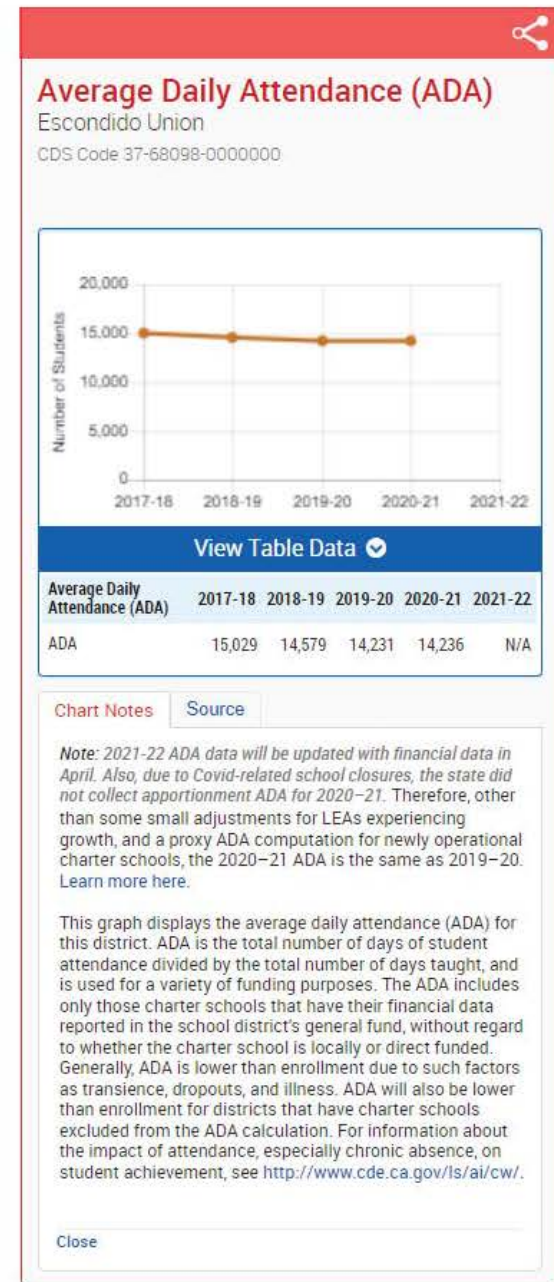 Average Daily Attendance (ADA)
Escondido Union
CDS Code 37-68098-0000000
Number of Students
20,000
15,000
10,000
5,000
0
2017-18 2018-19 2019-20 2020-21 2021-22
View Table Data
Average Daily
Attendance (ADA) 2017-18 2018-19 2019-20 2020-21 2021-22
ADA 15,029 14,579 14,231 14,236 N/A
Chart Notes Source
Note: 2021-22 ADA data will be updated with financial data in
April. Also, due to Covid-related school closures, the state did
not collect apportionment ADA for 2020–21. Therefore, other
than some small adjustments for LEAs experiencing
growth, and a proxy ADA computation for newly operational
charter schools, the 2020–21 ADA is the same as 2019–20.
Learn more here.
This graph displays the average daily attendance (ADA) for
this district. ADA is the total number of days of student
attendance divided by the total number of days taught, and
is used for a variety of funding purposes. The ADA includes
only those charter schools that have their financial data
reported in the school district's general fund, without regard
to whether the charter school is locally or direct funded.
Generally, ADA is lower than enrollment due to such factors
as transience, dropouts, and illness. ADA will also be lower
than enrollment for districts that have charter schools
excluded from the ADA calculation. For information about
the impact of attendance, especially chronic absence, on
student achievement, see http://www.cde.ca.gov/ls/ai/cw/.
Close